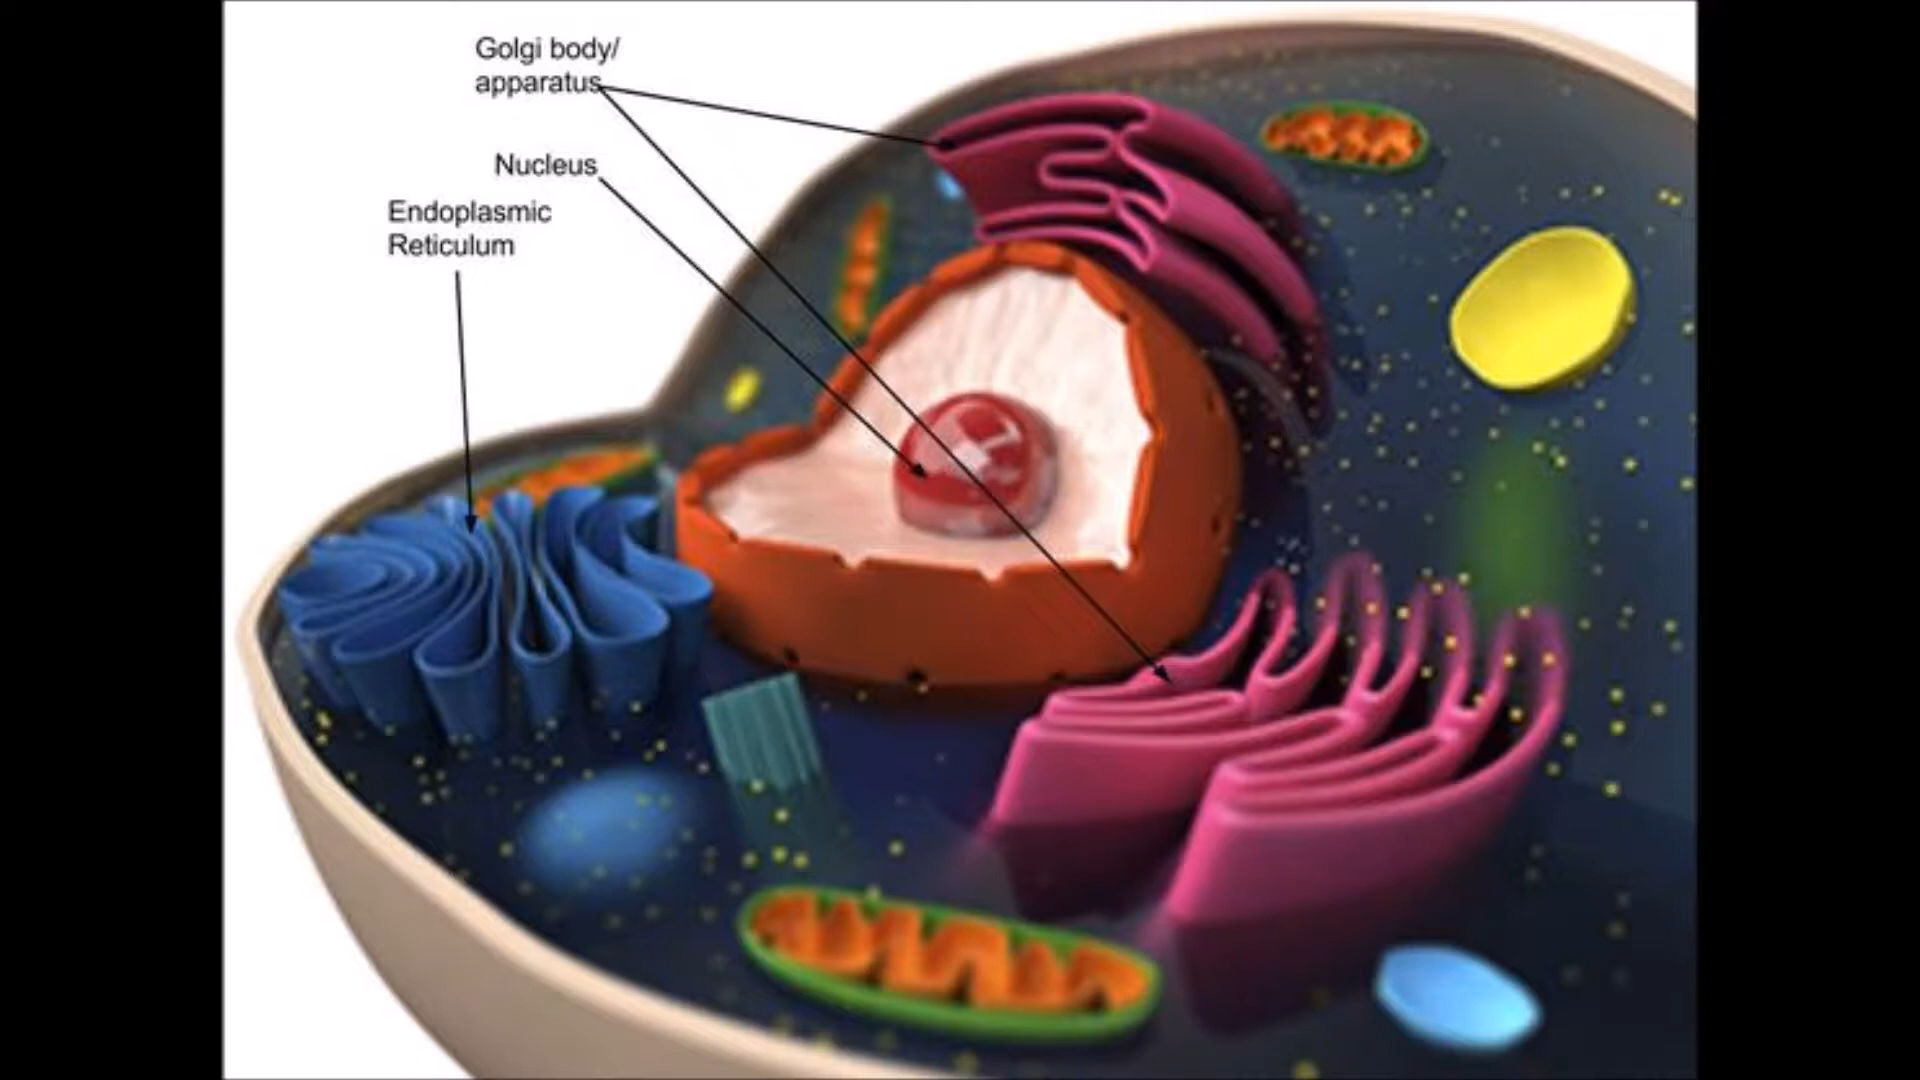 Golgi body/
apparatus
Nucleus
Endoplasmic
Reticulum